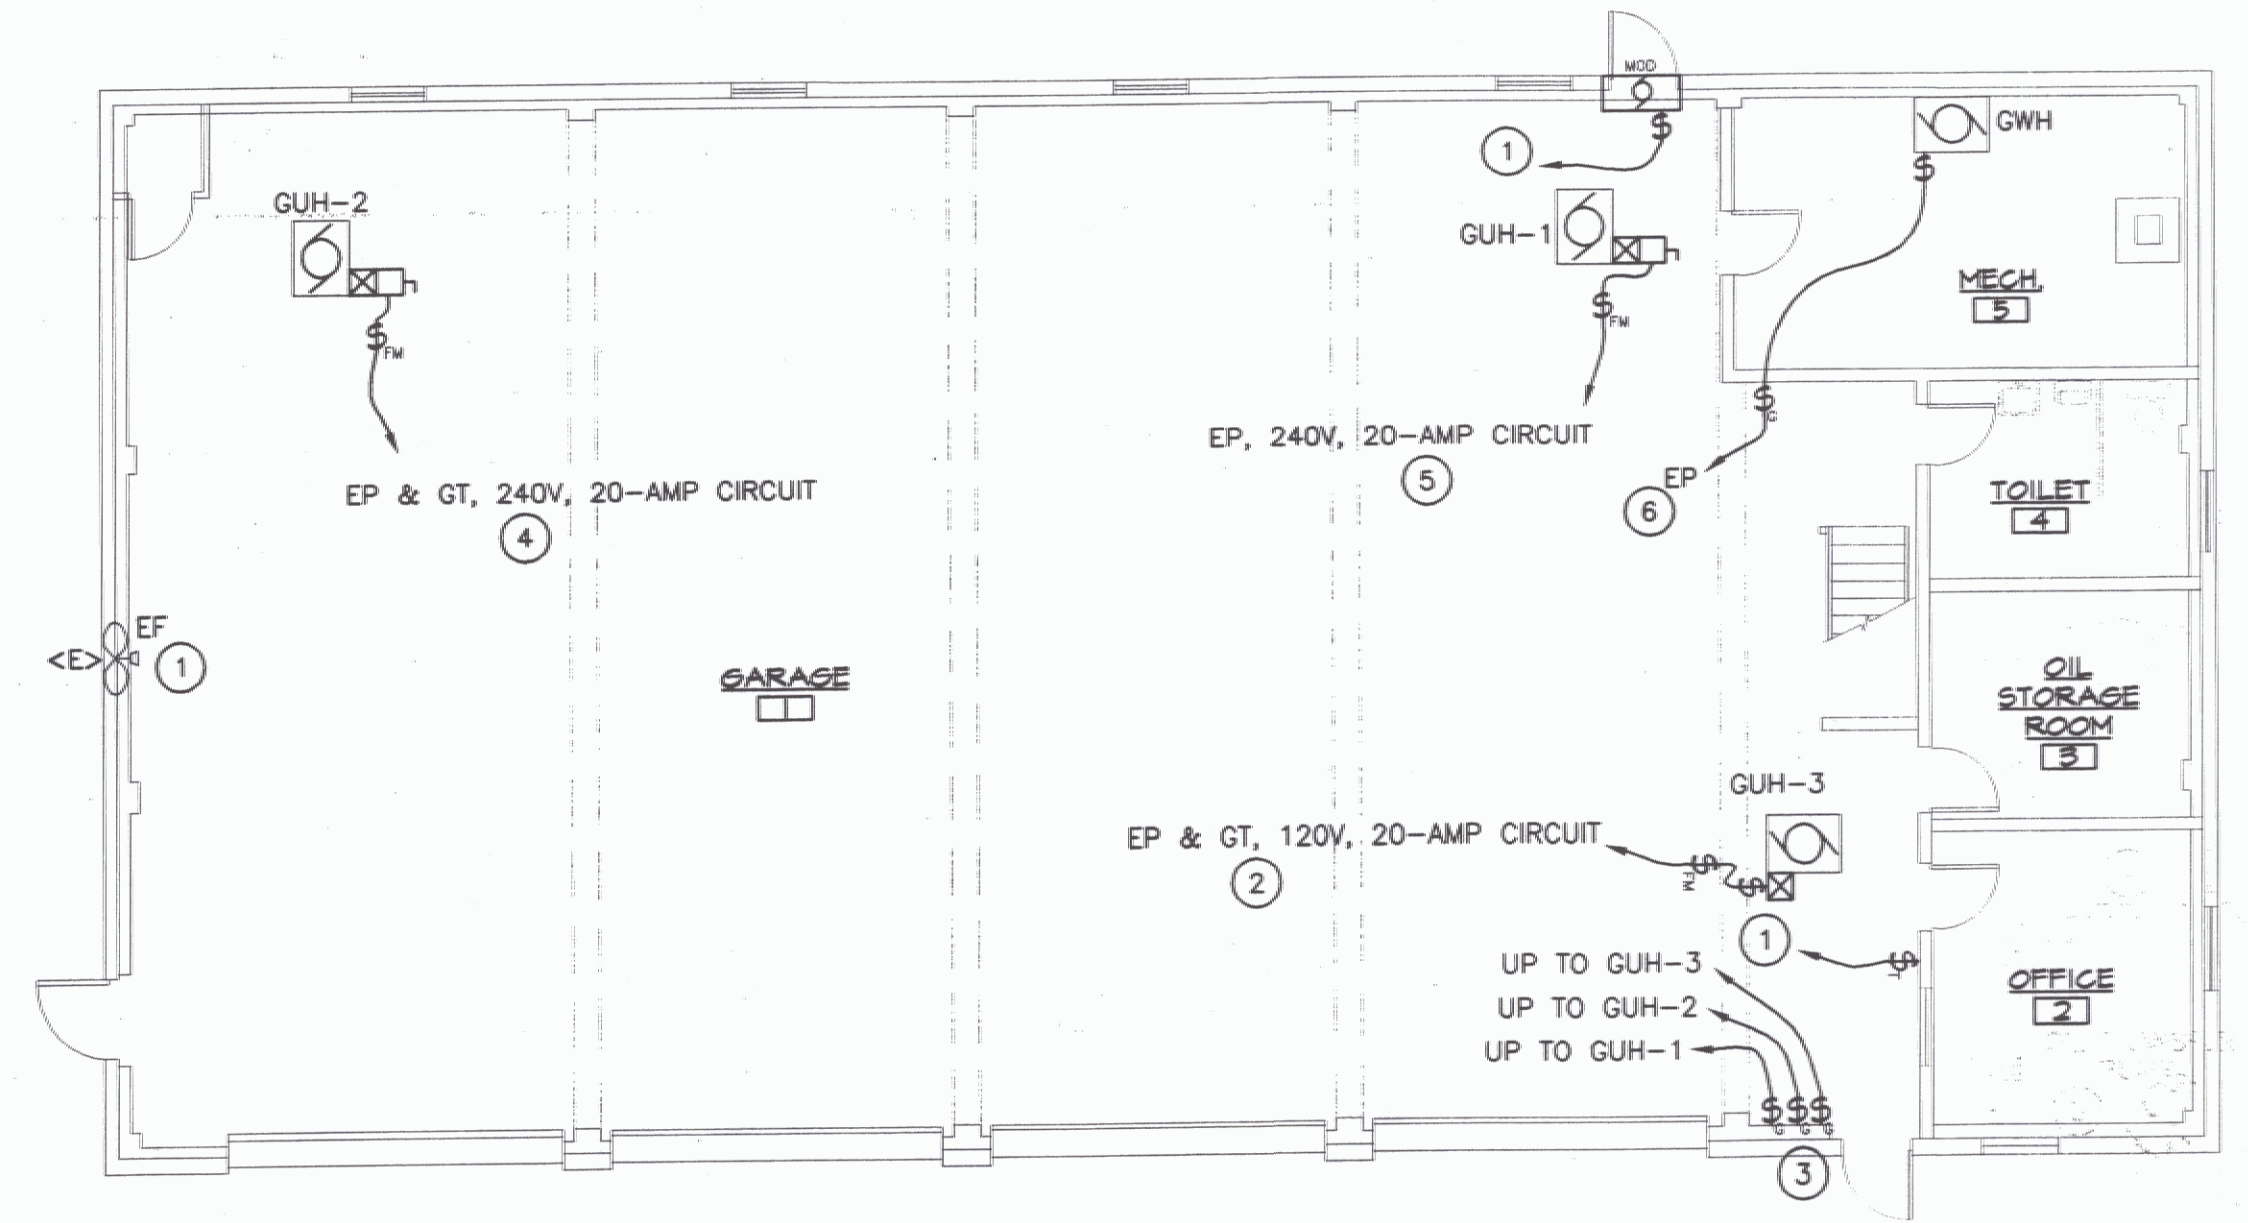 MOD
GWH
1
GUH-2
GUH-1
MECH.
5
FW
FW
G
EP, 240V, 20-AMP CIRCUIT
5
EP
6
EP & GT, 240V, 20-AMP CIRCUIT
4
TOILET
4
EF
<E>
1
GARAGE
OIL
STORAGE
ROOM
3
GUH-3
EP & GT, 120V, 20-AMP CIRCUIT
2
FM
1
T
UP TO GUH-3
UP TO GUH-2
UP TO GUH-1
OFFICE
2
G G G
3